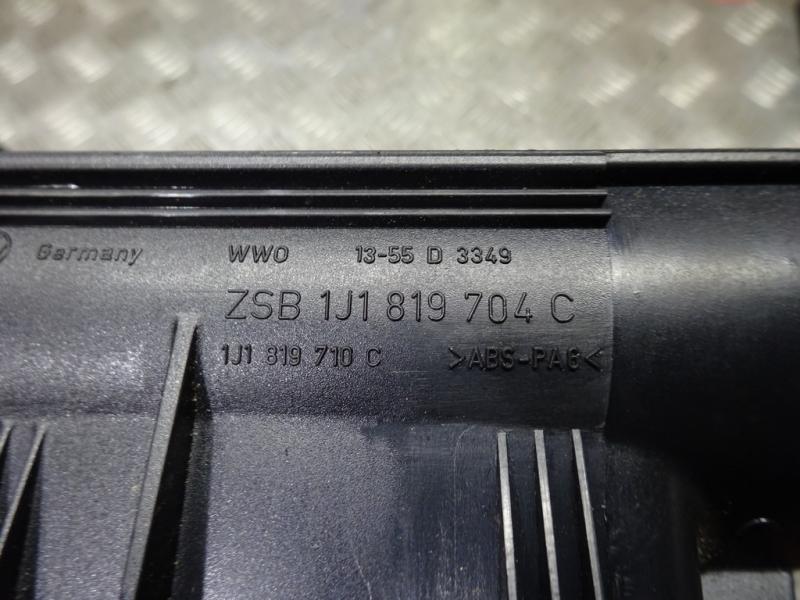 Germany WWO 13-55 D 3349
ZSB 1J1 819 704 C
1J1 819 710 C >ABS-PA6<